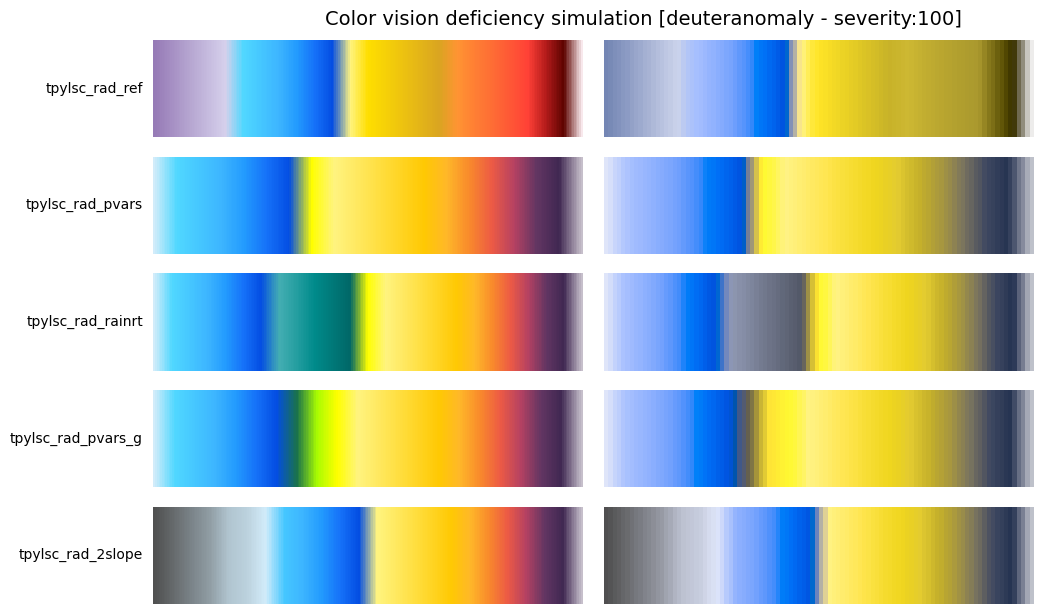 Color vision deficiency simulation [deuteranomaly - severity:100]
tpylsc_rad_ref
tpylsc_rad_pvars
tpylsc_rad_rainrt
tpylsc_rad_pvars_g
tpylsc_rad_2slope